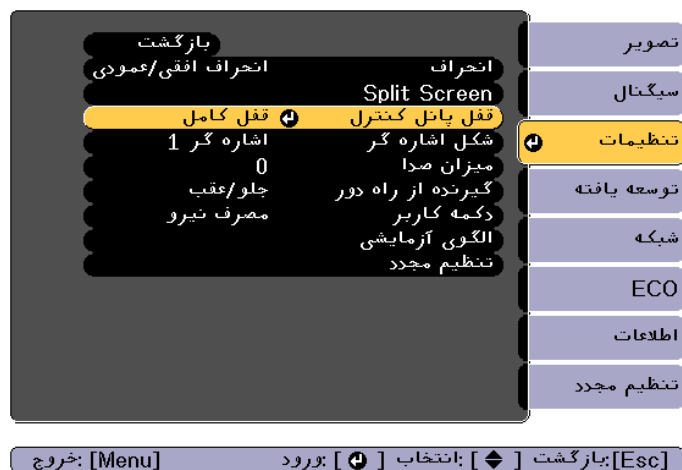 تصویر
سیگنال
تنظیمات
توسعه یافته
شبکه
ECO
اطلاعات
تنظیم مجدد
بازگشت
انحراف انحراف افقی/عمودی
Split Screen
قفل پانل کنترل قفل کامل
شکل اشاره گر اشاره گر 1
میزان صدا 0
گیرنده از راه دور جلو/عقب
دکمه کاربر مصرف نیرو
الگوی آزمایشی
تنظیم مجدد
[Esc]:بازگشت [ ]:انتخاب [ ]:ورود [Menu]:خروج